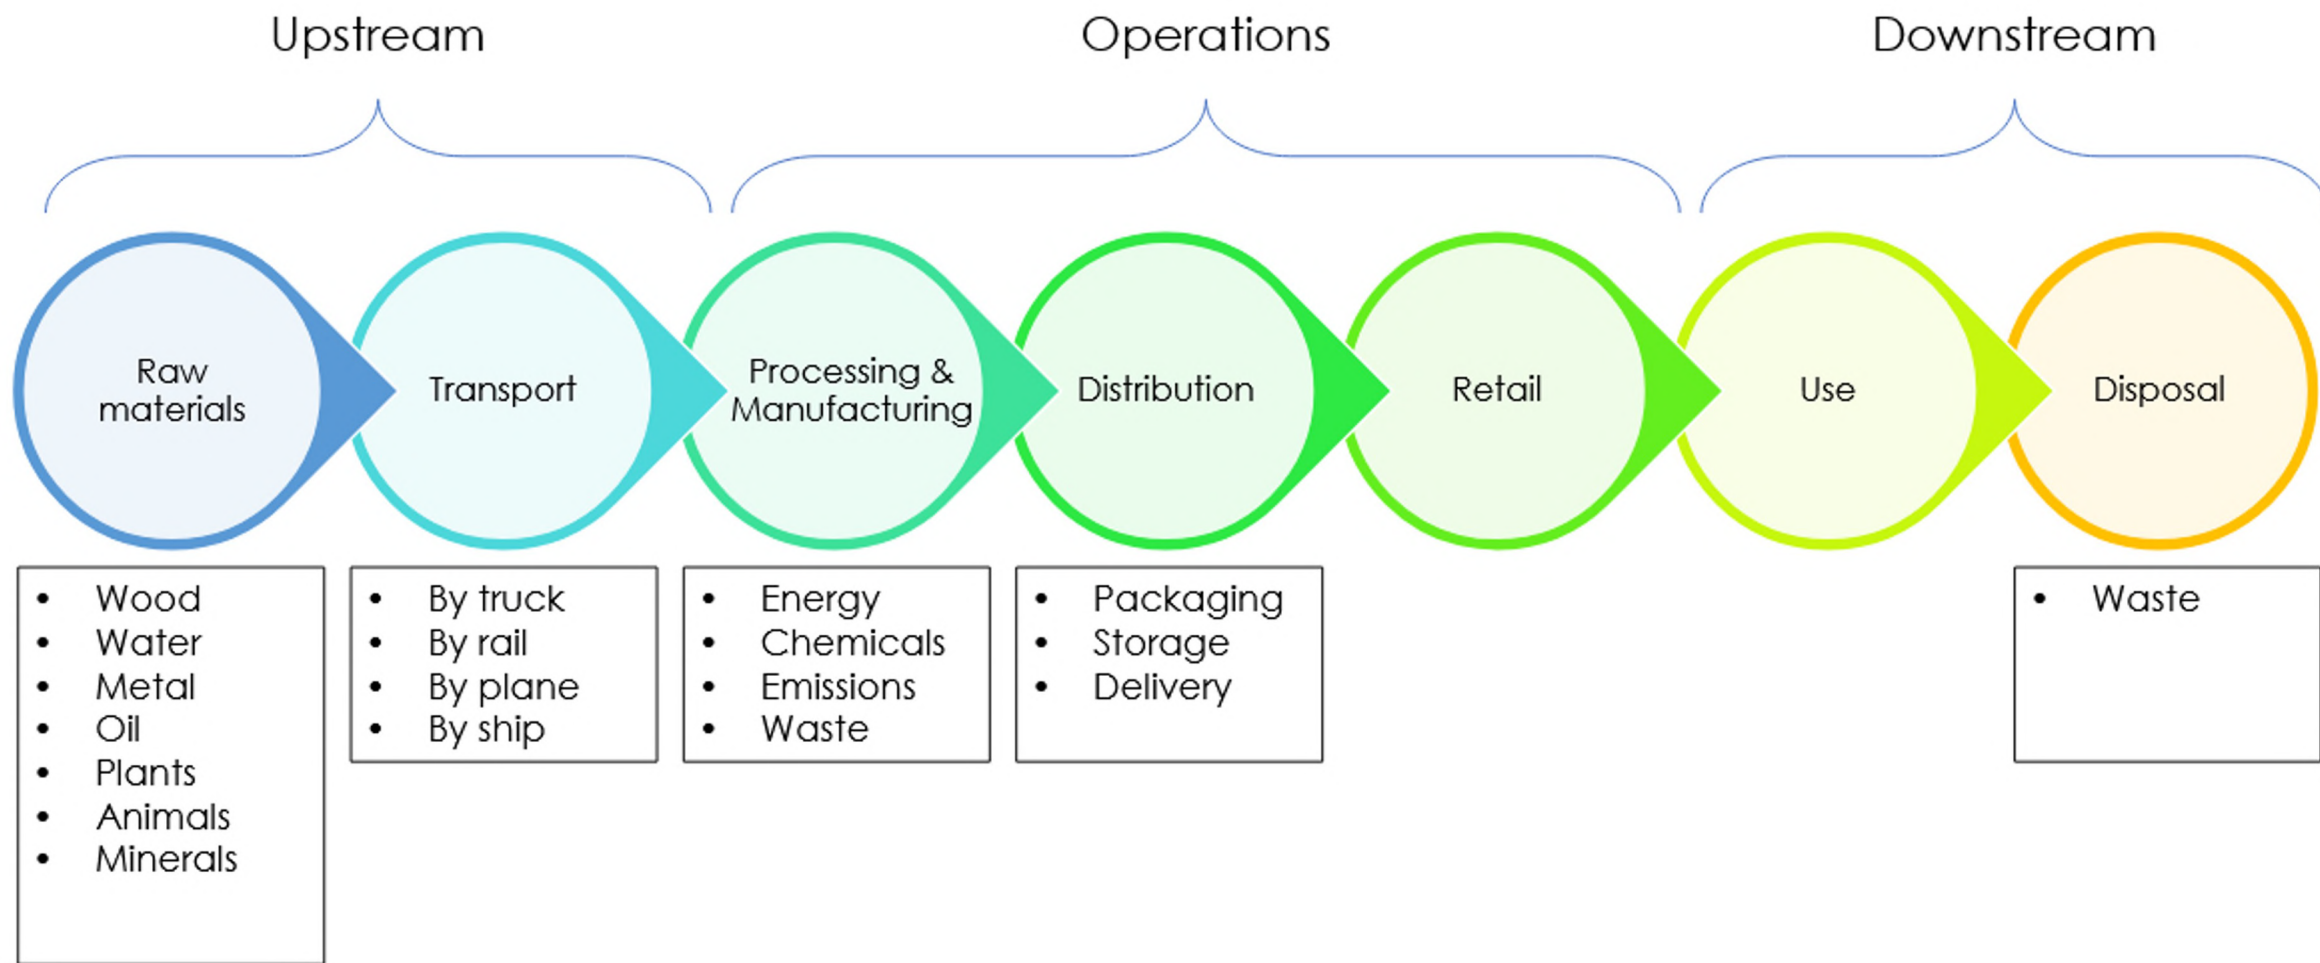 Upstream
Operations
Downstream
Raw
materials
Transport
Processing &
Manufacturing
Distribution
Retail
Use
Disposal
• Wood
• Water
• Metal
• Oil
• Plants
• Animals
• Minerals
• By truck
• By rail
• By plane
• By ship
• Energy
• Chemicals
• Emissions
• Waste
• Packaging
• Storage
• Delivery
• Waste